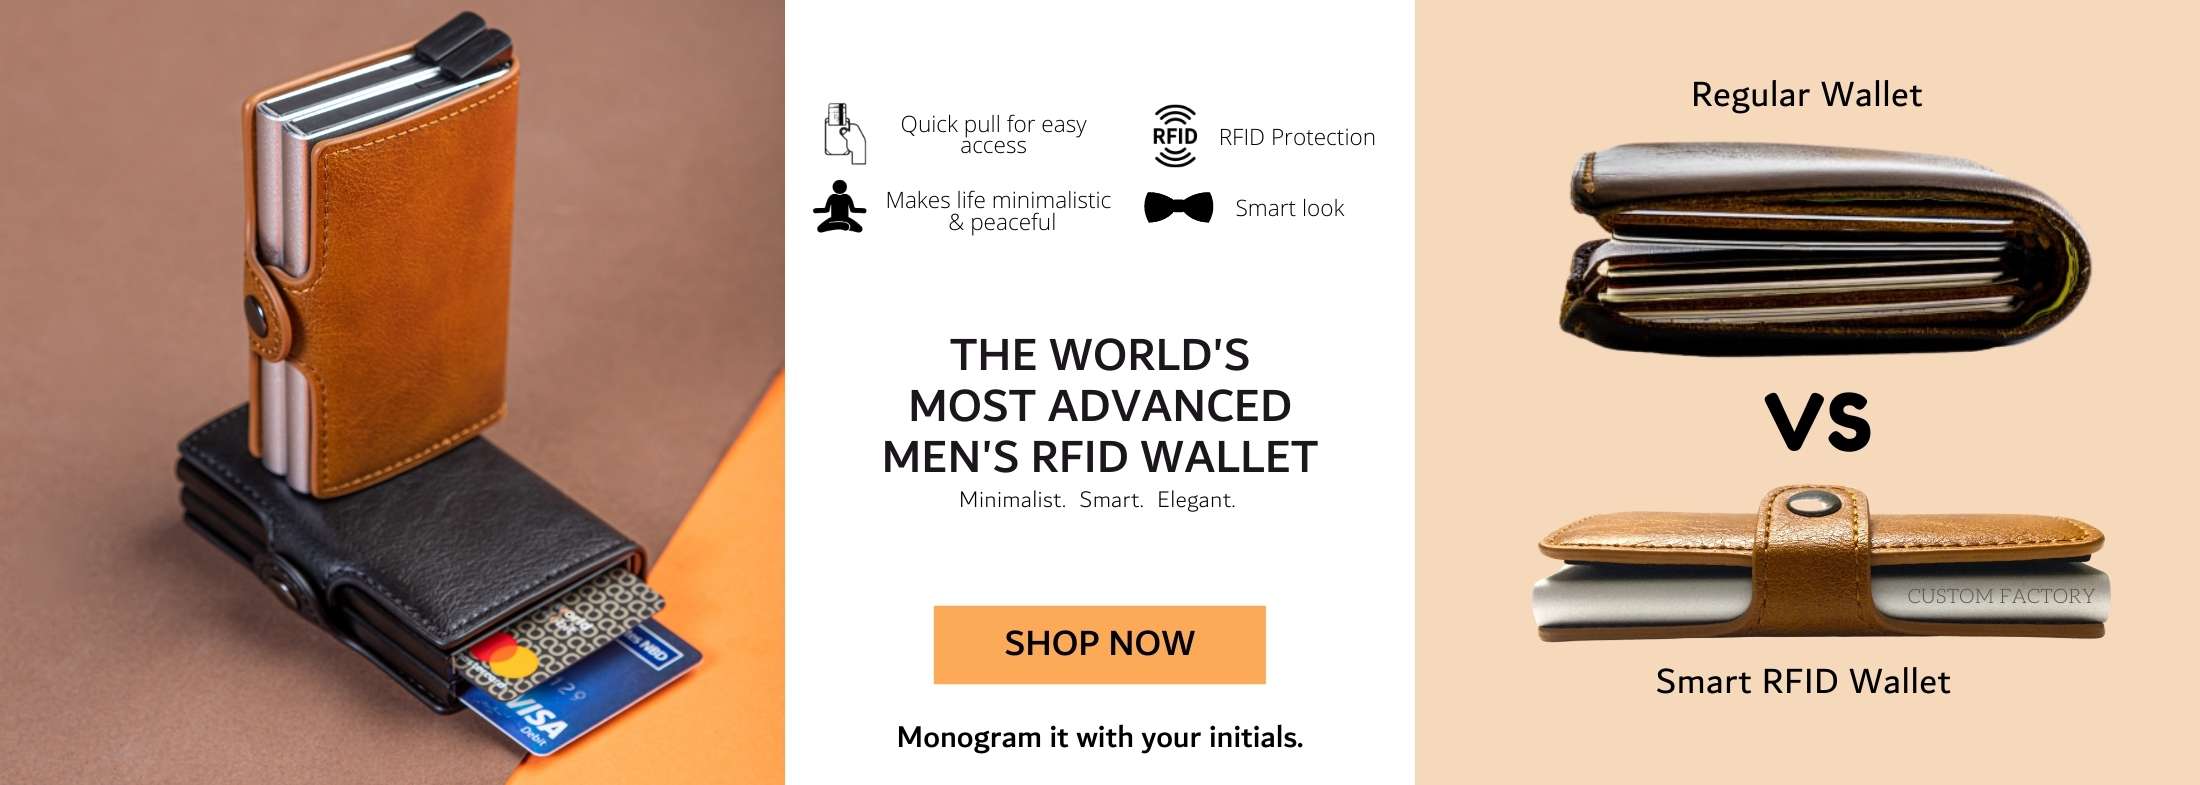 Quick pull for easy
access
RFID
RFID Protection
Makes life minimalistic
& peaceful
Smart look
THE WORLD'S
MOST ADVANCED
MEN'S RFID WALLET
Minimalist. Smart. Elegant.
SHOP NOW
Monogram it with your initials.
Regular Wallet
VS
CUSTOM FACTORY
Smart RFID Wallet
NBD
VISA
Debit